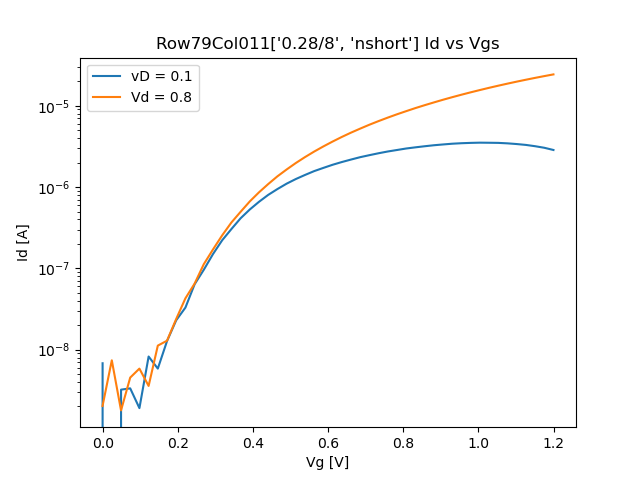 Row79Col011['0.28/8', 'nshort'] Id vs Vgs
vD = 0.1
Vd = 0.8
Id [A]
10⁻⁵
10⁻⁶
10⁻⁷
10⁻⁸
0.0 0.2 0.4 0.6 0.8 1.0 1.2
Vg [V]